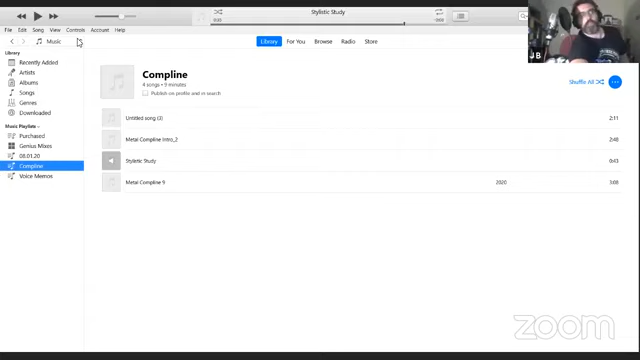 Stylistic Study
File Edit Song View Controls Account Help
Music
Library For You Browse Radio Store
JB
Library
Recently Added
Artists
Albums
Songs
Genres
Downloaded
Music Playlists
Purchased
Genius Mixes
08.01.20
Compline
Voice Memos
Compline
4 songs • 9 minutes
Publish on profile and in search
Shuffle All
Untitled song (3) 2:11
Metal Compline Intro_2 2:48
Stylistic Study 0:43
Metal Compline 9 2020 3:08
zoom